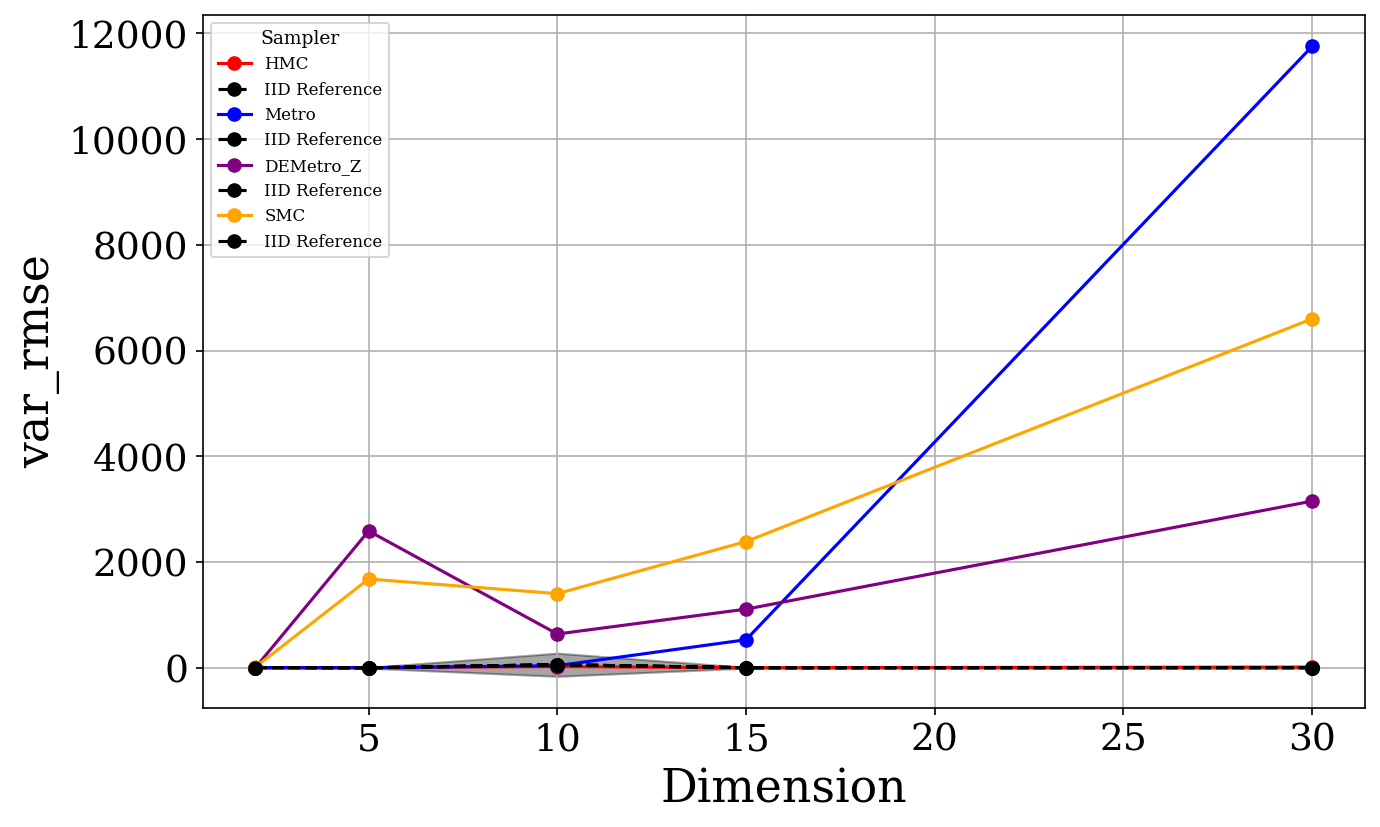 Sampler
HMC
IID Reference
Metro
IID Reference
DEMetro_Z
IID Reference
SMC
IID Reference
12000
10000
8000
6000
4000
2000
0
var_rmse
5 10 15 20 25 30
Dimension